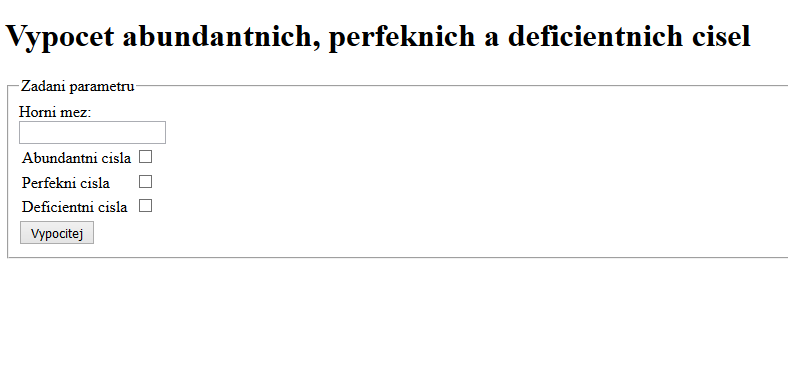 Vypocet abundantnich, perfeknich a deficientnich cisel
Zadani parametru
Horni mez:
Abundantni cisla
Perfekni cisla
Deficientni cisla
Vypocitej